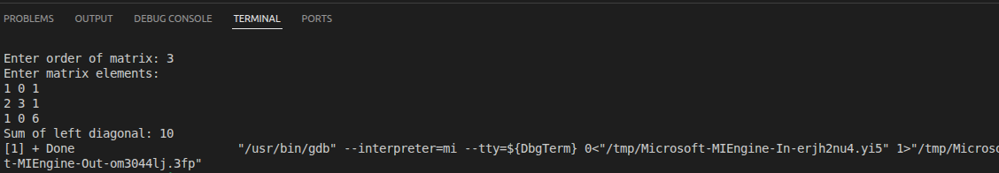 PROBLEMS OUTPUT DEBUG CONSOLE TERMINAL PORTS
Enter order of matrix: 3
Enter matrix elements:
1 0 1
2 3 1
1 0 6
Sum of left diagonal: 10
[1] + Done "/usr/bin/gdb" --interpreter=mi --tty=${DbgTerm} 0<"/tmp/Microsoft-MIEngine-In-erjh2nu4.yi5" 1>"/tmp/Micros
t-MIEngine-Out-om3044lj.3fp"